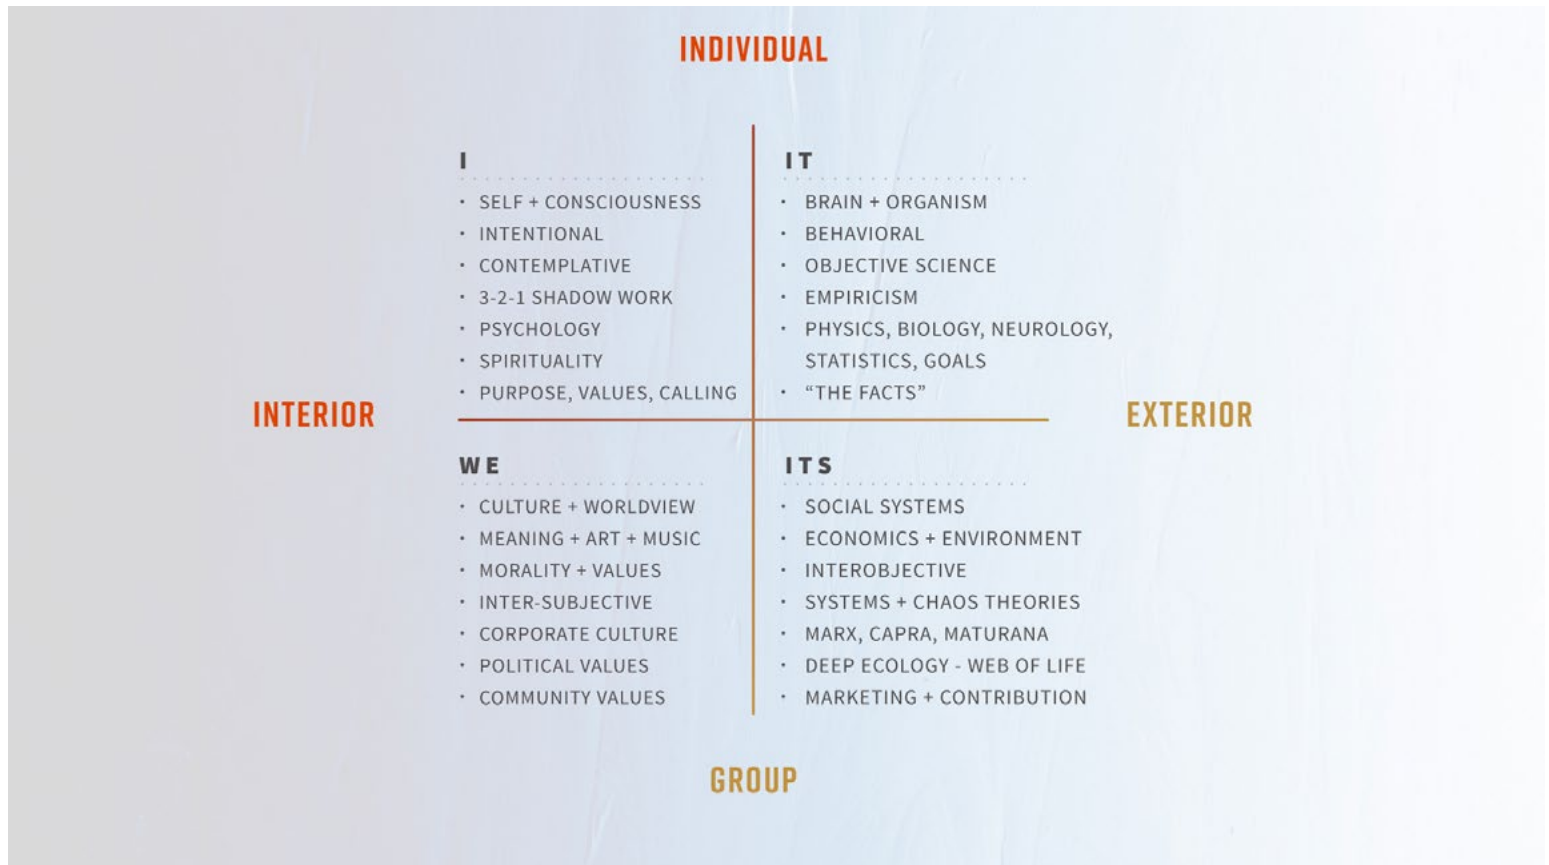 INDIVIDUAL
I
• SELF + CONSCIOUSNESS
• INTENTIONAL
• CONTEMPLATIVE
• 3-2-1 SHADOW WORK
• PSYCHOLOGY
• SPIRITUALITY
• PURPOSE, VALUES, CALLING
IT
• BRAIN + ORGANISM
• BEHAVIORAL
• OBJECTIVE SCIENCE
• EMPIRICISM
• PHYSICS, BIOLOGY, NEUROLOGY,
STATISTICS, GOALS
• “THE FACTS”
INTERIOR
EXTERIOR
WE
• CULTURE + WORLDVIEW
• MEANING + ART + MUSIC
• MORALITY + VALUES
• INTER-SUBJECTIVE
• CORPORATE CULTURE
• POLITICAL VALUES
• COMMUNITY VALUES
ITS
• SOCIAL SYSTEMS
• ECONOMICS + ENVIRONMENT
• INTEROBJECTIVE
• SYSTEMS + CHAOS THEORIES
• MARX, CAPRA, MATURANA
• DEEP ECOLOGY - WEB OF LIFE
• MARKETING + CONTRIBUTION
GROUP